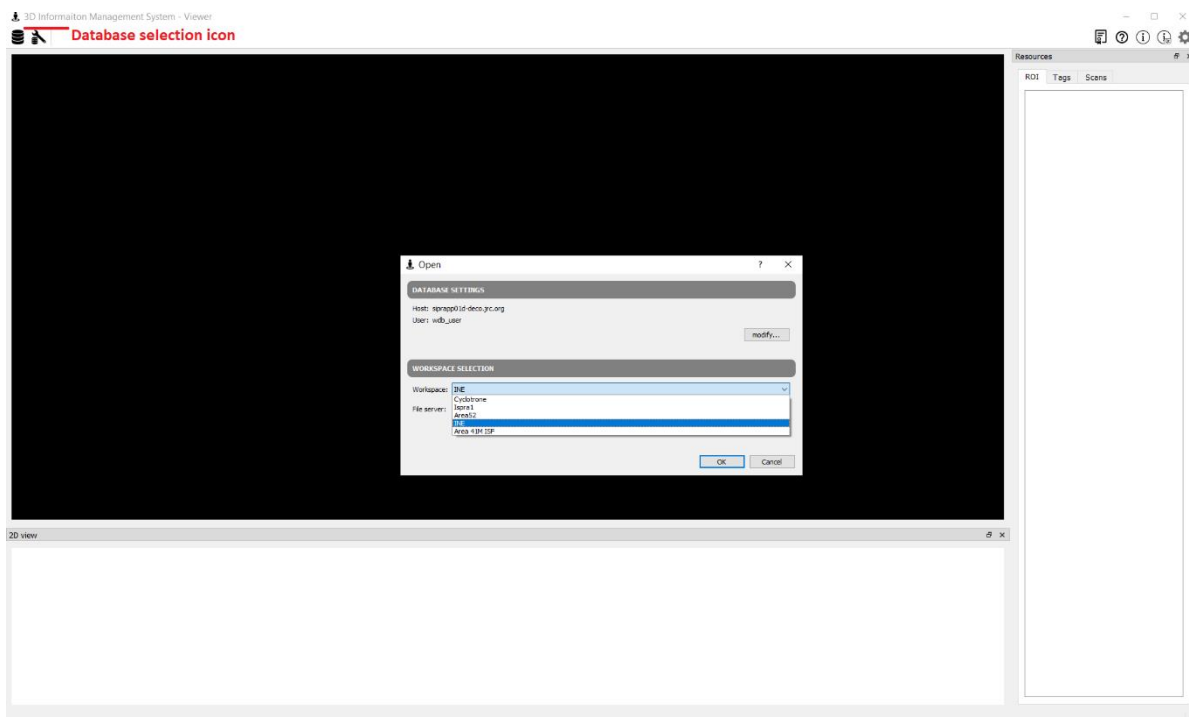 3D Informaiton Management System - Viewer
Database selection icon
Resources
ROI Tags Scans
Open
DATABASE SETTINGS
Host: siprapp01d-deco.jrc.org
User: wdb_user
modify...
WORKSPACE SELECTION
Workspace: INE
Cyclotrone
File server: Ispra1
Area52
INE
Area 41M ISF
OK Cancel
2D view